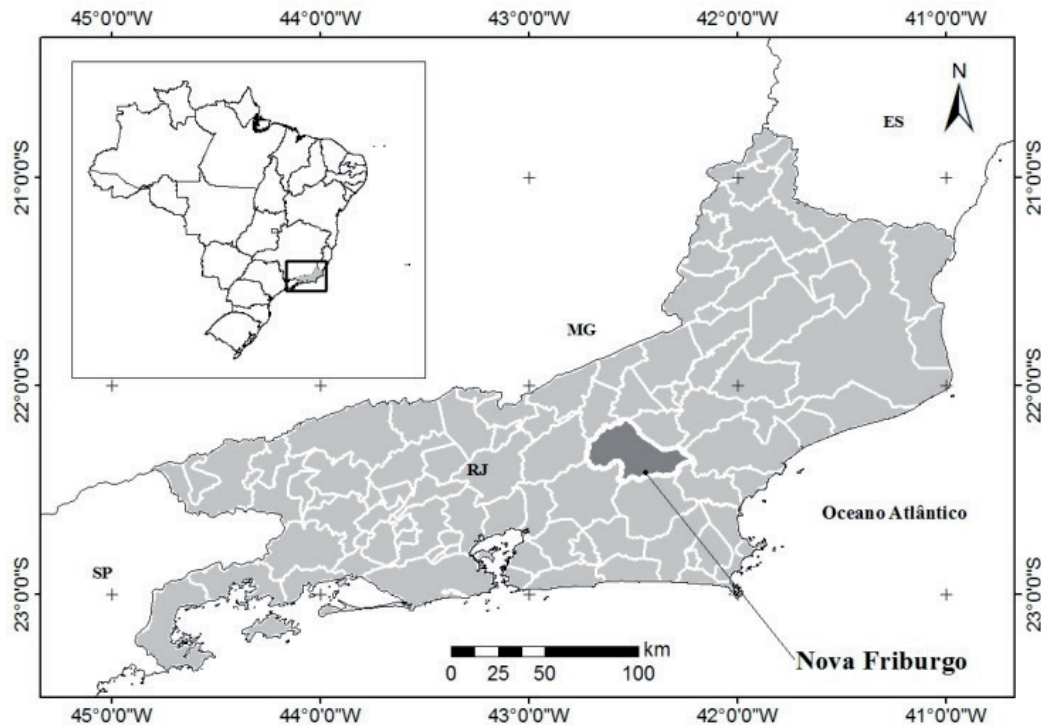 45°0'0"W 44°0'0"W 43°0'0"W 42°0'0"W 41°0'0"W
N
ES
21°0'0"S 21°0'0"S
MG
22°0'0"S 22°0'0"S
RJ
Oceano Atlântico
SP
23°0'0"S 23°0'0"S
km
0 25 50 100
Nova Friburgo
45°0'0"W 44°0'0"W 43°0'0"W 42°0'0"W 41°0'0"W